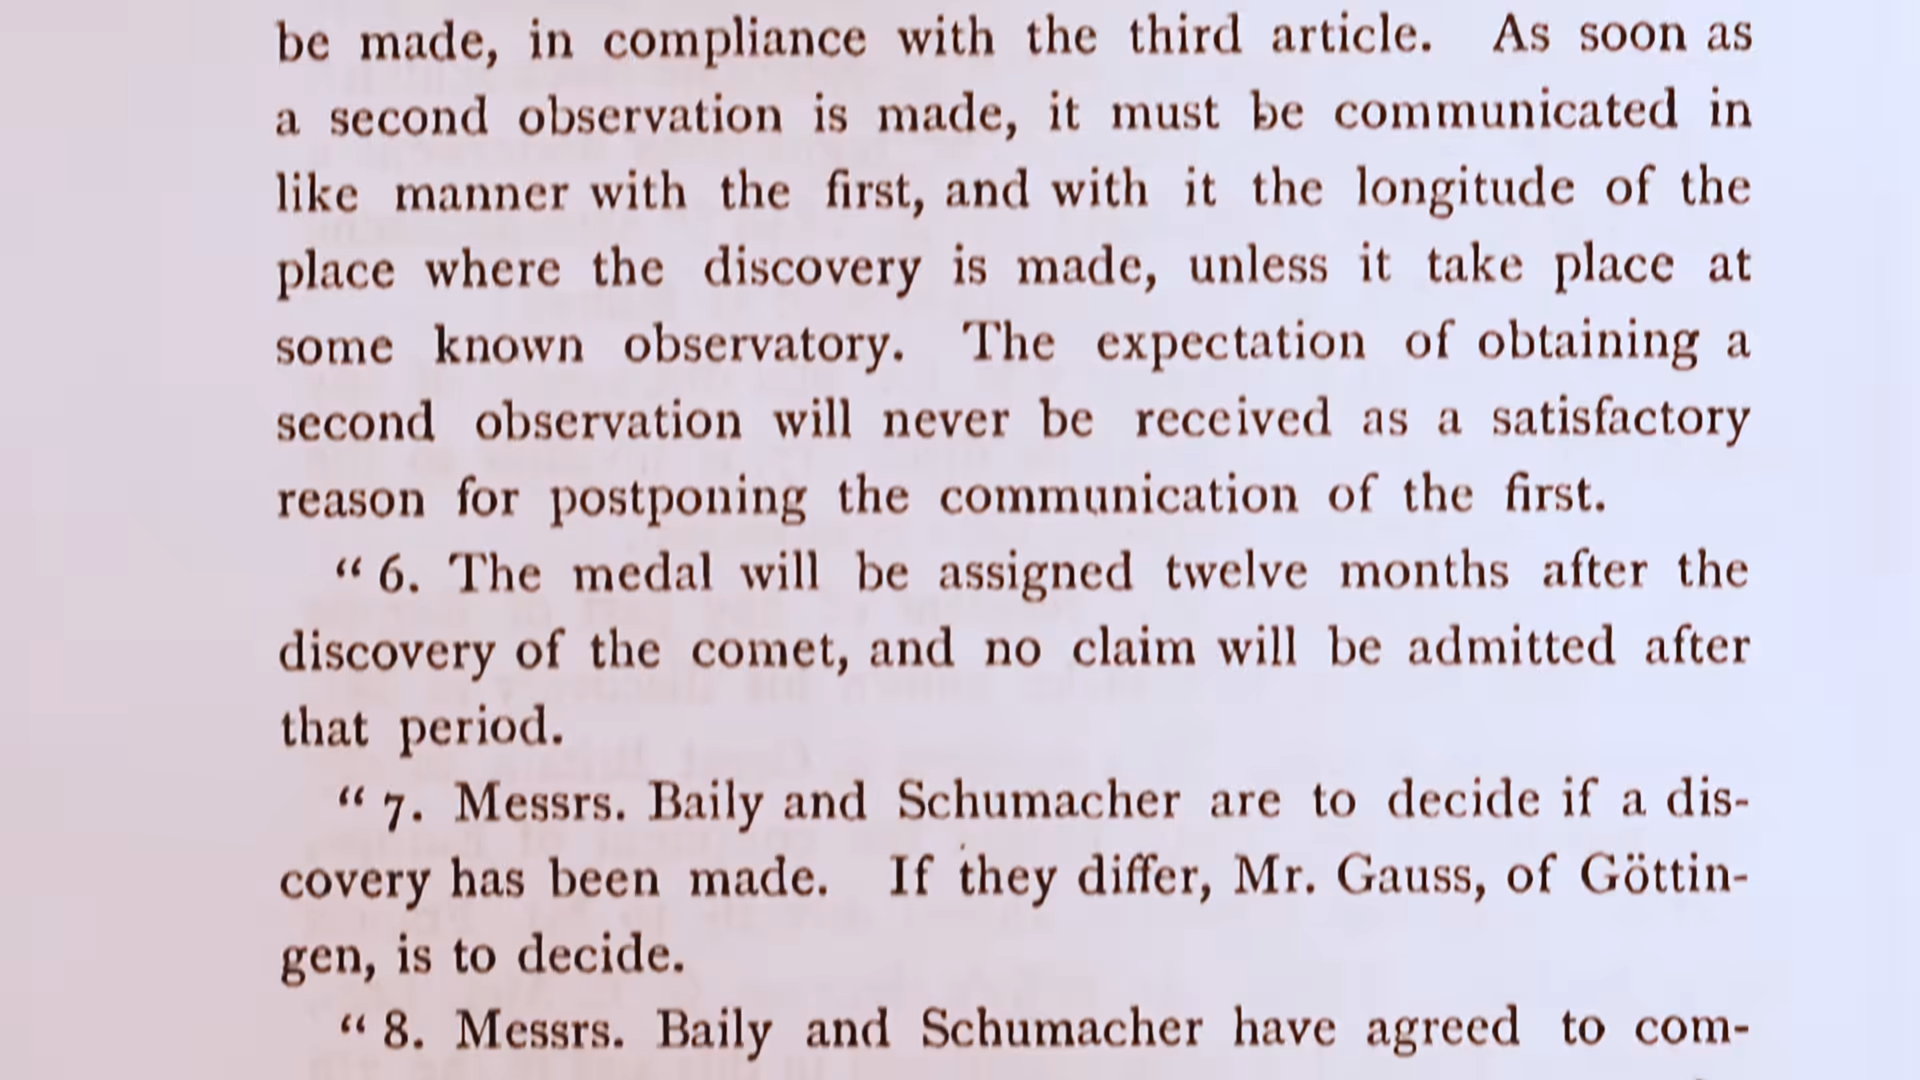 be made, in compliance with the third article. As soon as
a second observation is made, it must be communicated in
like manner with the first, and with it the longitude of the
place where the discovery is made, unless it take place at
some known observatory. The expectation of obtaining a
second observation will never be received as a satisfactory
reason for postponing the communication of the first.
“ 6. The medal will be assigned twelve months after the
discovery of the comet, and no claim will be admitted after
that period.
“ 7. Messrs. Baily and Schumacher are to decide if a dis-
covery has been made. If they differ, Mr. Gauss, of Göttin-
gen, is to decide.
“ 8. Messrs. Baily and Schumacher have agreed to com-